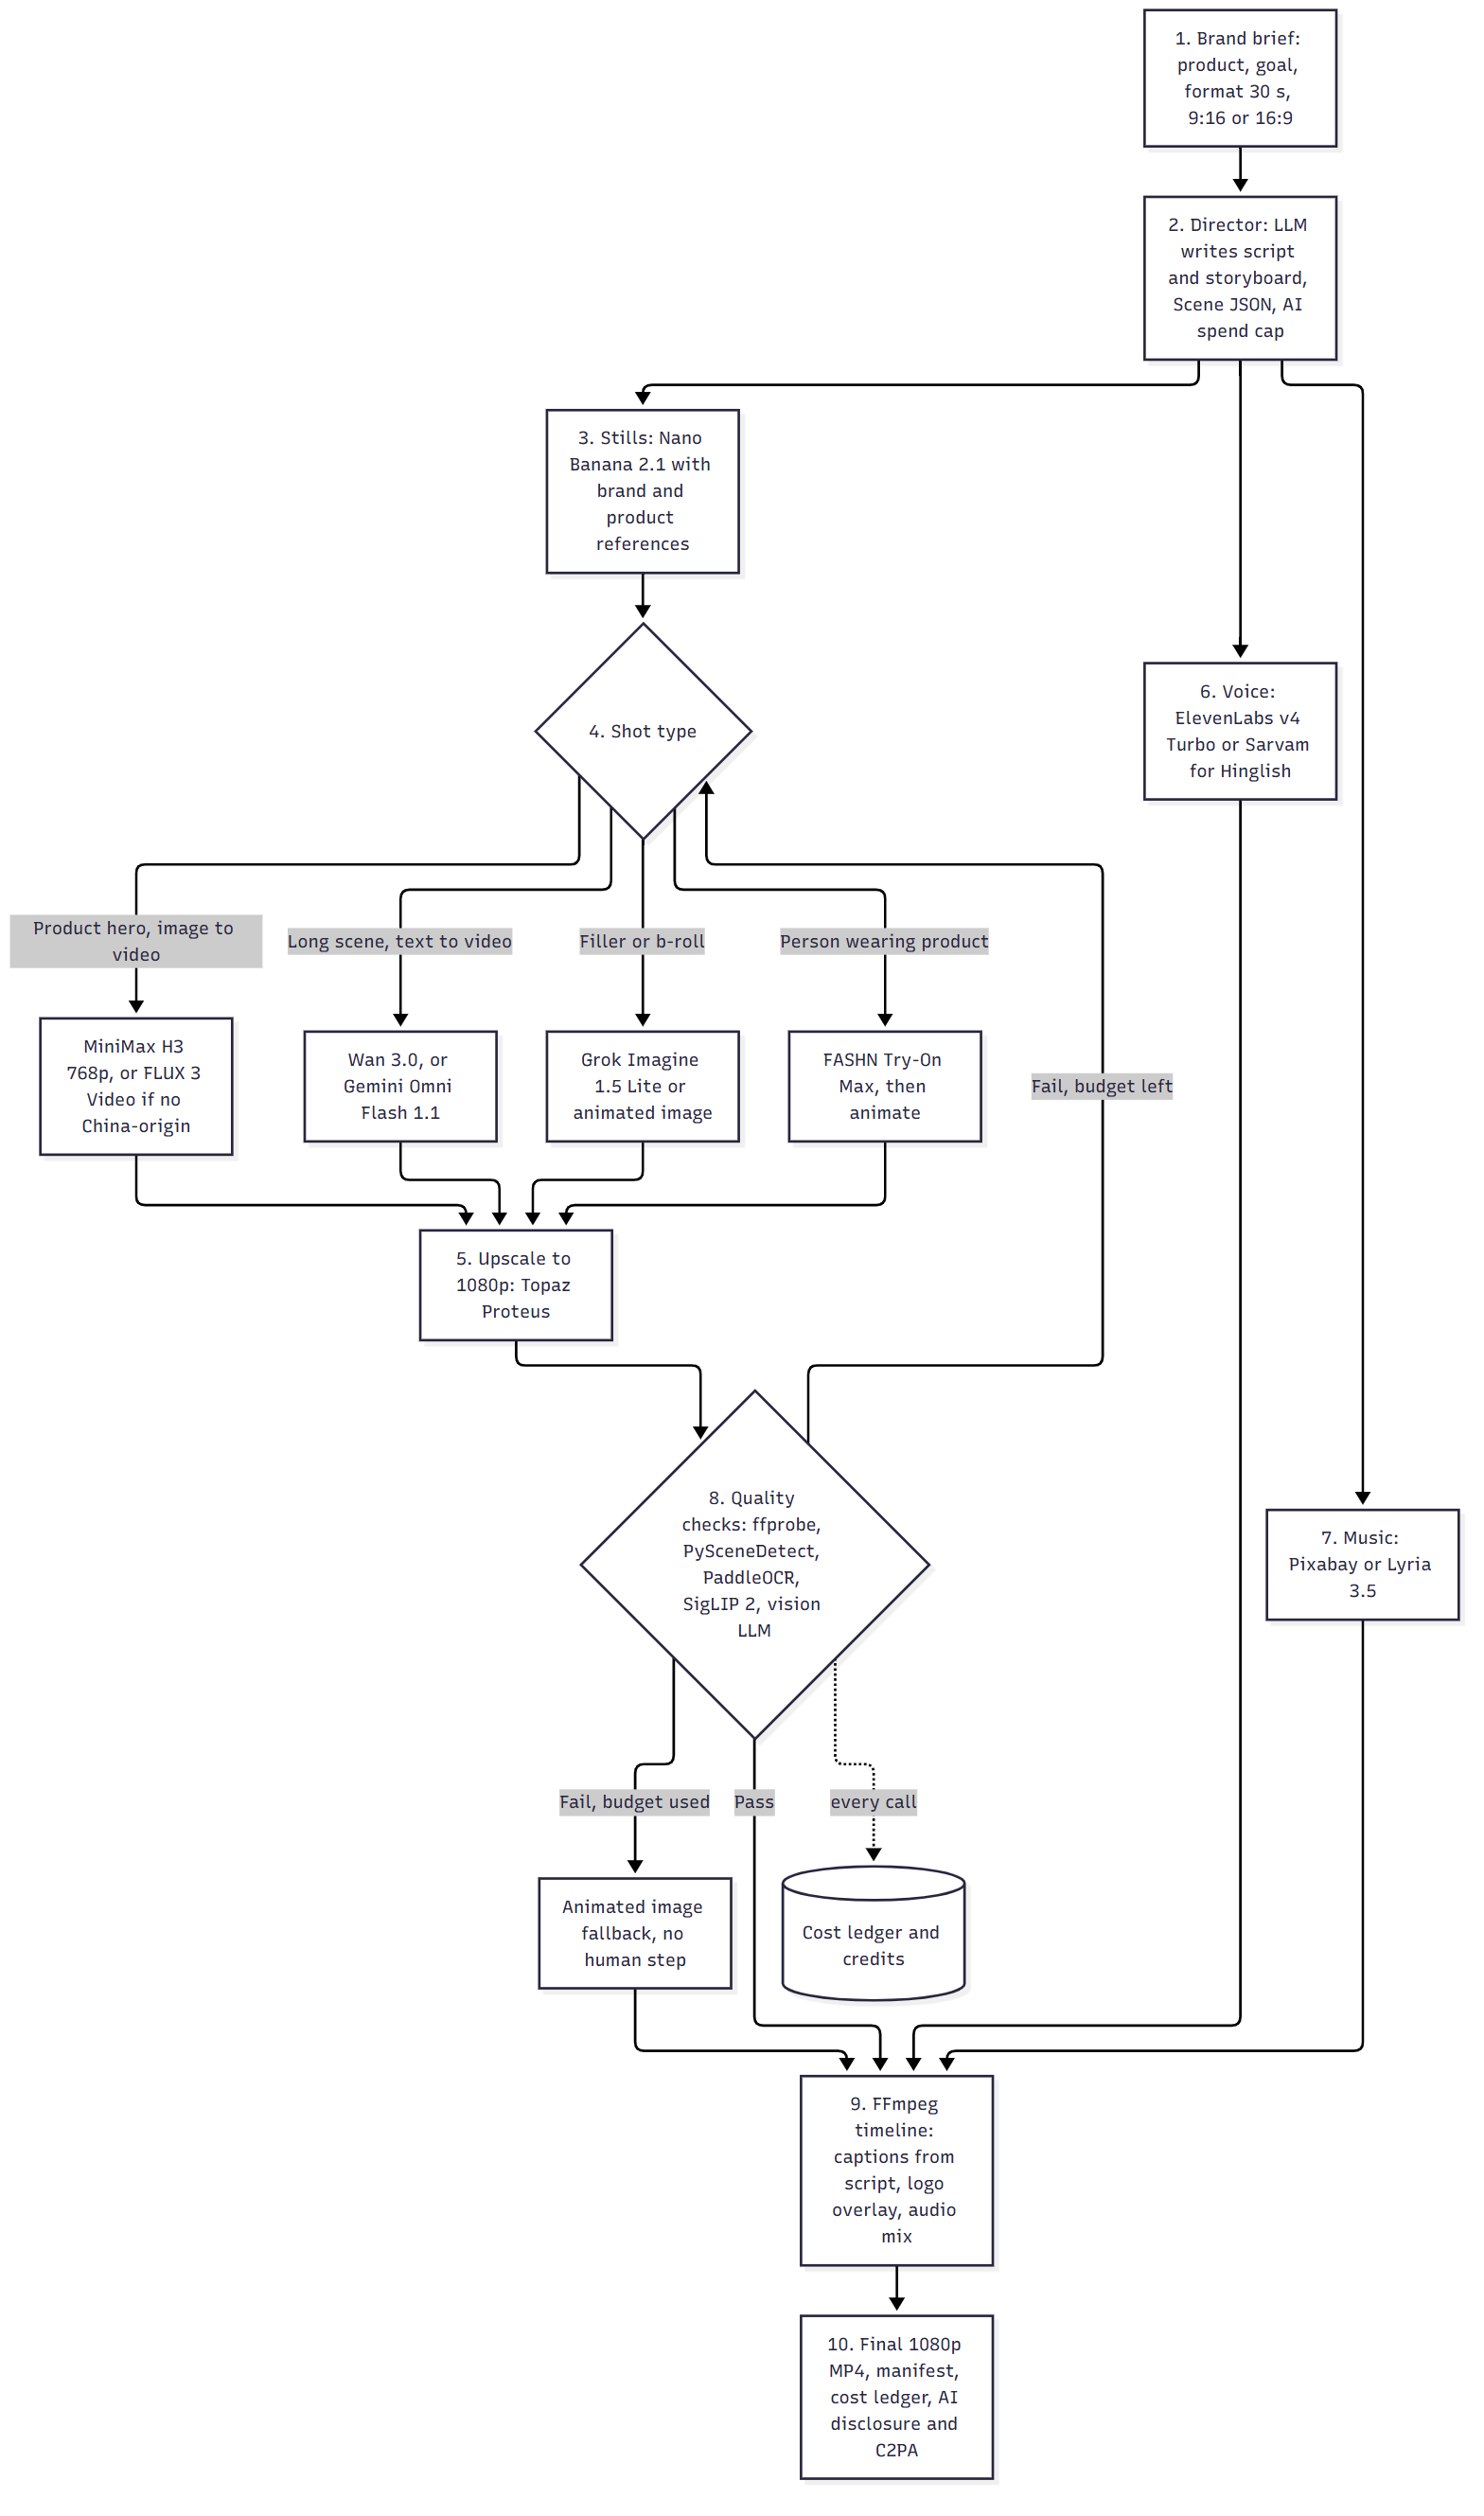 1. Brand brief:
product, goal,
format 30 s,
9:16 or 16:9
2. Director: LLM
writes script
and storyboard,
Scene JSON, AI
spend cap
3. Stills: Nano
Banana 2.1 with
brand and
product
references
4. Shot type
6. Voice:
ElevenLabs v4
Turbo or Sarvam
for Hinglish
Product hero, image to
video
Long scene, text to video
Filler or b-roll
Person wearing product
MiniMax H3
768p, or FLUX 3
Video if no
China-origin
Wan 3.0, or
Gemini Omni
Flash 1.1
Grok Imagine
1.5 Lite or
animated image
FASHN Try-On
Max, then
animate
Fail, budget left
5. Upscale to
1080p: Topaz
Proteus
8. Quality
checks: ffprobe,
PySceneDetect,
PaddleOCR,
SigLIP 2, vision
LLM
7. Music:
Pixabay or Lyria
3.5
Fail, budget used
Pass
every call
Animated image
fallback, no
human step
Cost ledger and
credits
9. FFmpeg
timeline:
captions from
script, logo
overlay, audio
mix
10. Final 1080p
MP4, manifest,
cost ledger, AI
disclosure and
C2PA